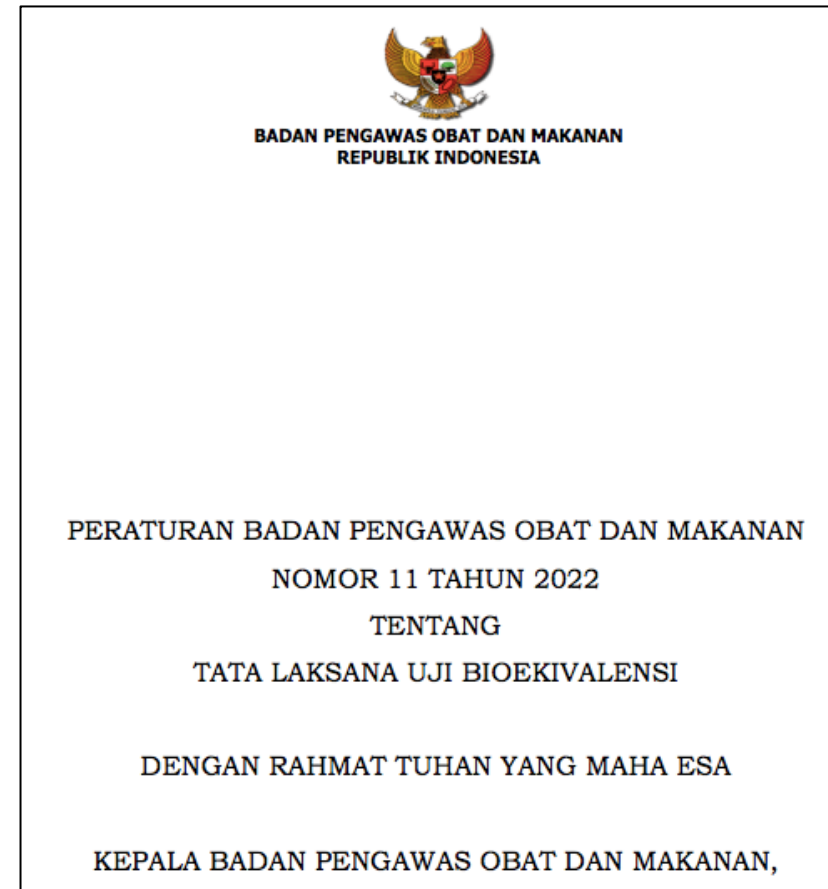 BADAN PENGAWAS OBAT DAN MAKANAN
REPUBLIK INDONESIA
PERATURAN BADAN PENGAWAS OBAT DAN MAKANAN
NOMOR 11 TAHUN 2022
TENTANG
TATA LAKSANA UJI BIOEKIVALENSI
DENGAN RAHMAT TUHAN YANG MAHA ESA
KEPALA BADAN PENGAWAS OBAT DAN MAKANAN,